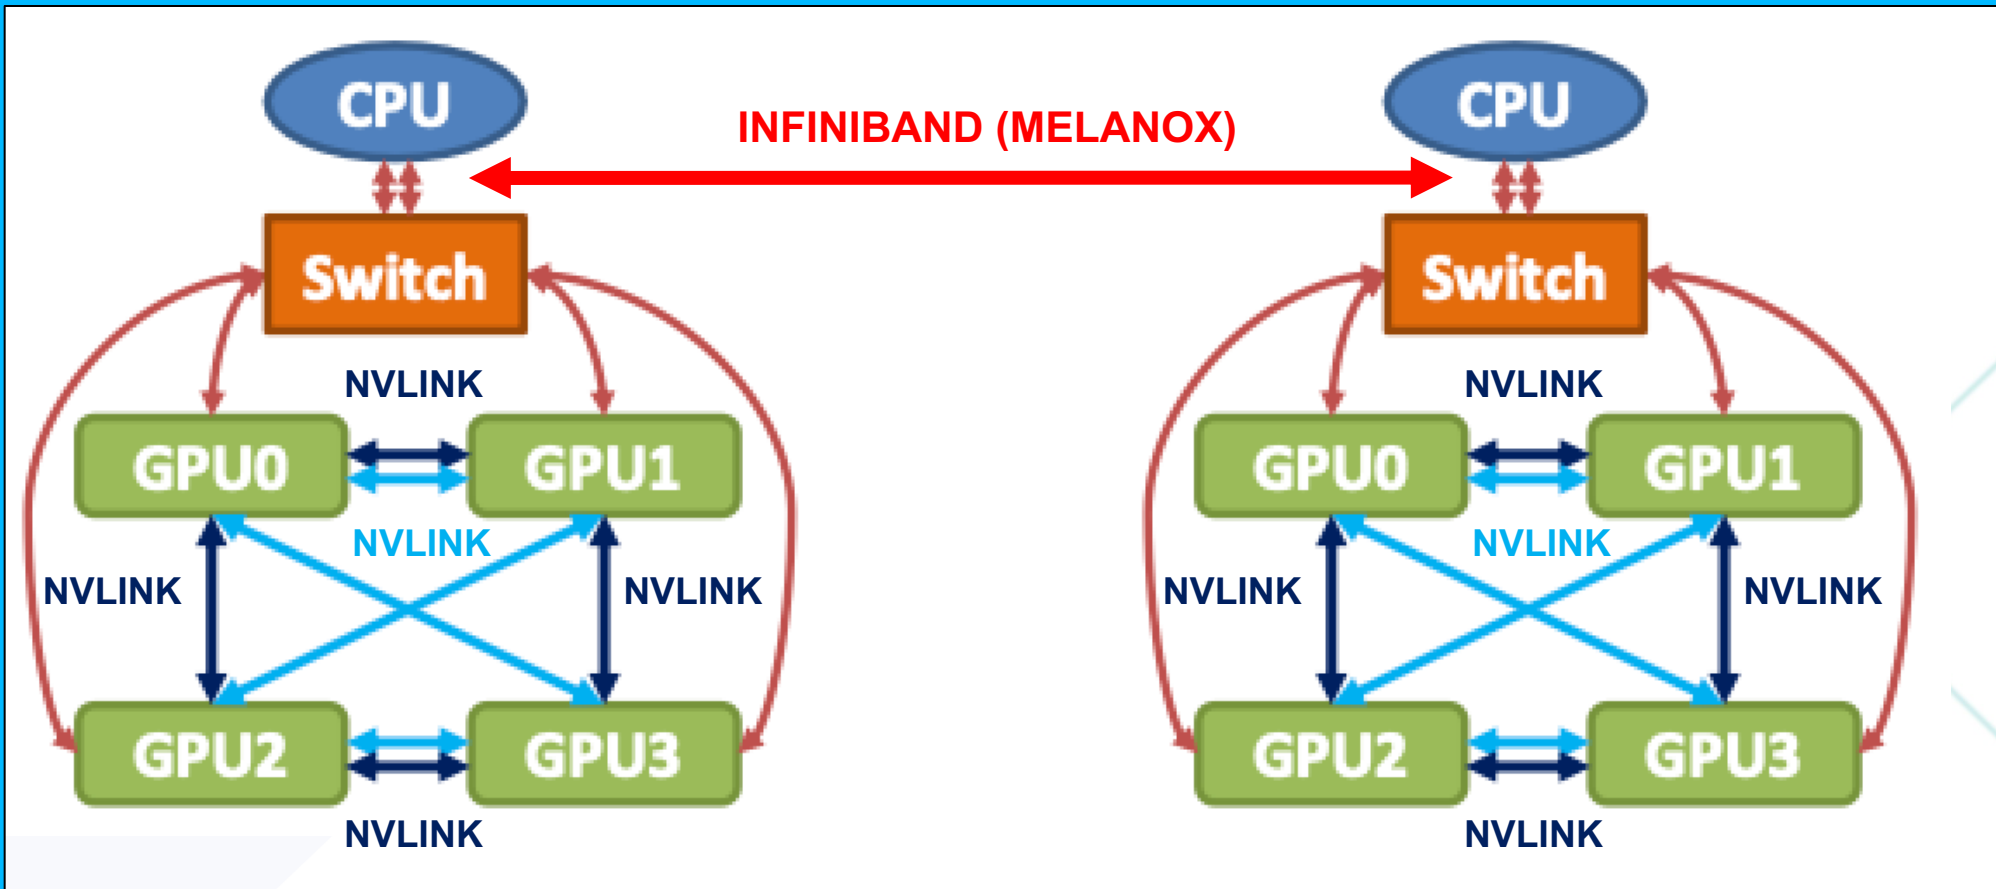 CPU
CPU
INFINIBAND (MELANOX)
Switch
Switch
NVLINK
NVLINK
GPU0
GPU1
GPU0
GPU1
NVLINK
NVLINK
NVLINK
NVLINK
NVLINK
NVLINK
GPU2
GPU3
GPU2
GPU3
NVLINK
NVLINK